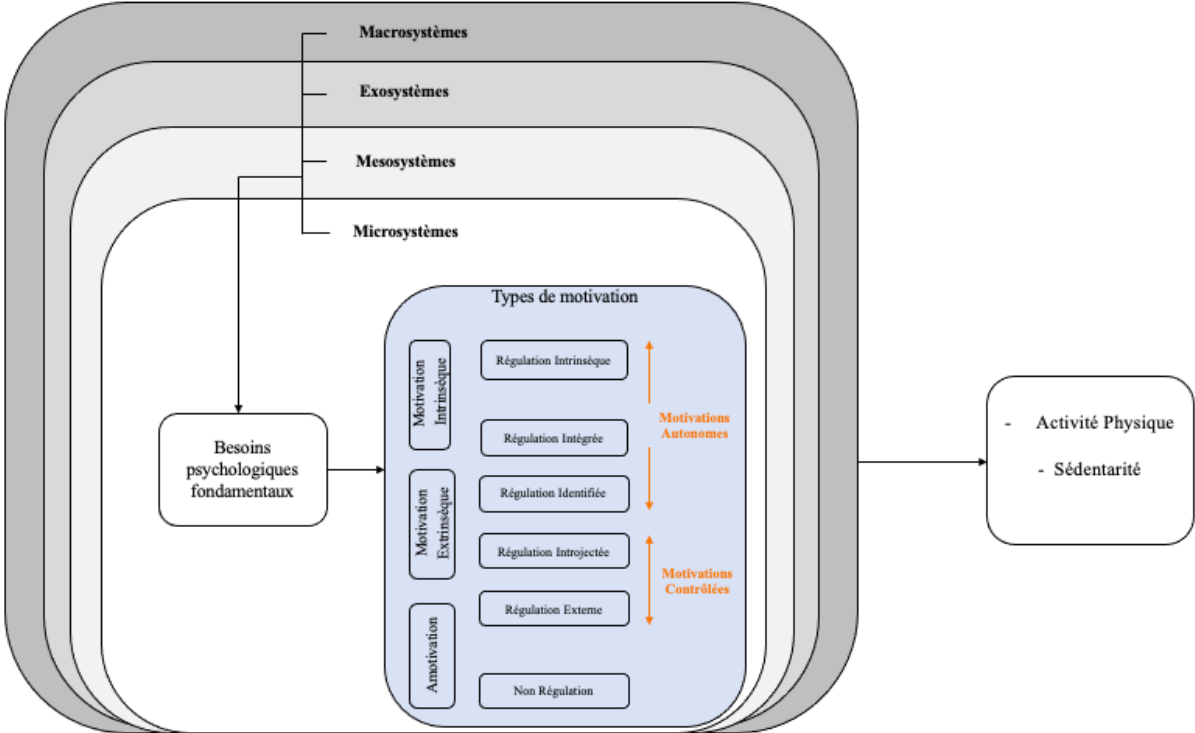 Macrosystèmes
Exosystèmes
Mesosystèmes
Microsystèmes
Types de motivation
Motivation
Intrinsèque
Régulation Intrinsèque
Régulation Intégrée
Motivations
Autonomes
Besoins
psychologiques
fondamentaux
Motivation
Extrinsèque
Régulation Identifiée
Régulation Introjectée
Régulation Externe
Motivations
Contrôlées
Amotivation
Non Régulation
- Activité Physique
- Sédentarité